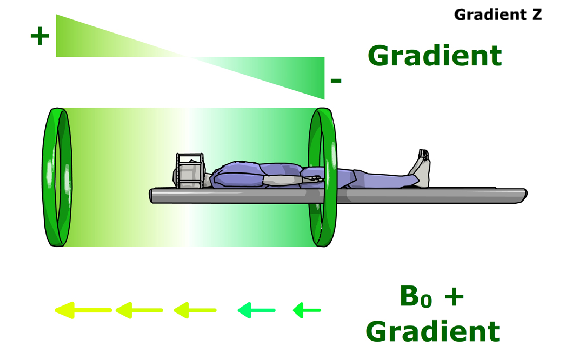 Gradient Z
+
Gradient
-
B₀ +
Gradient